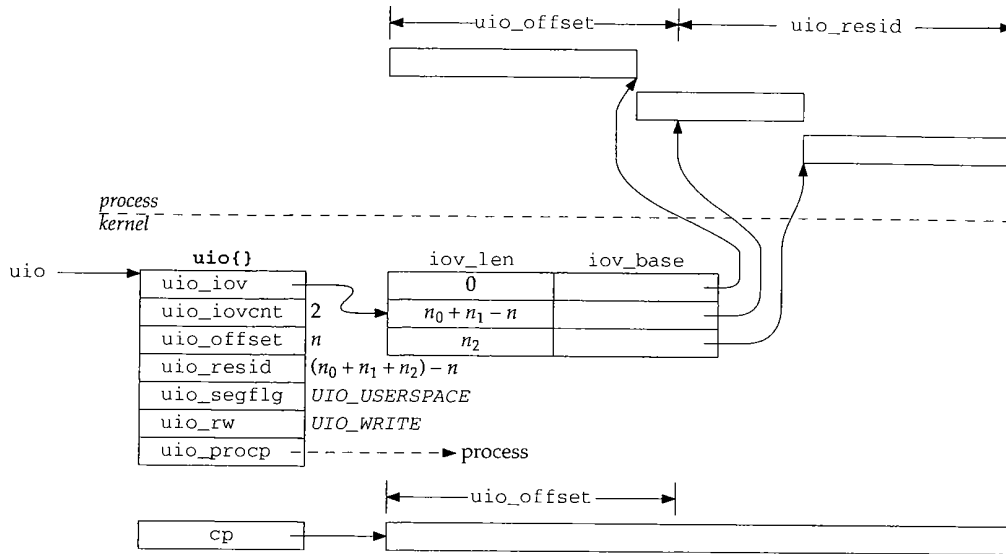 uio_offset uio_resid
process
kernel
uio{} iov_len iov_base
uio uio_iov 0
uio_iovcnt 2 n₀ + n₁ − n
uio_offset n n₂
uio_resid (n₀ + n₁ + n₂) − n
uio_segflg UIO_USERSPACE
uio_rw UIO_WRITE
uio_procp process
uio_offset
cp